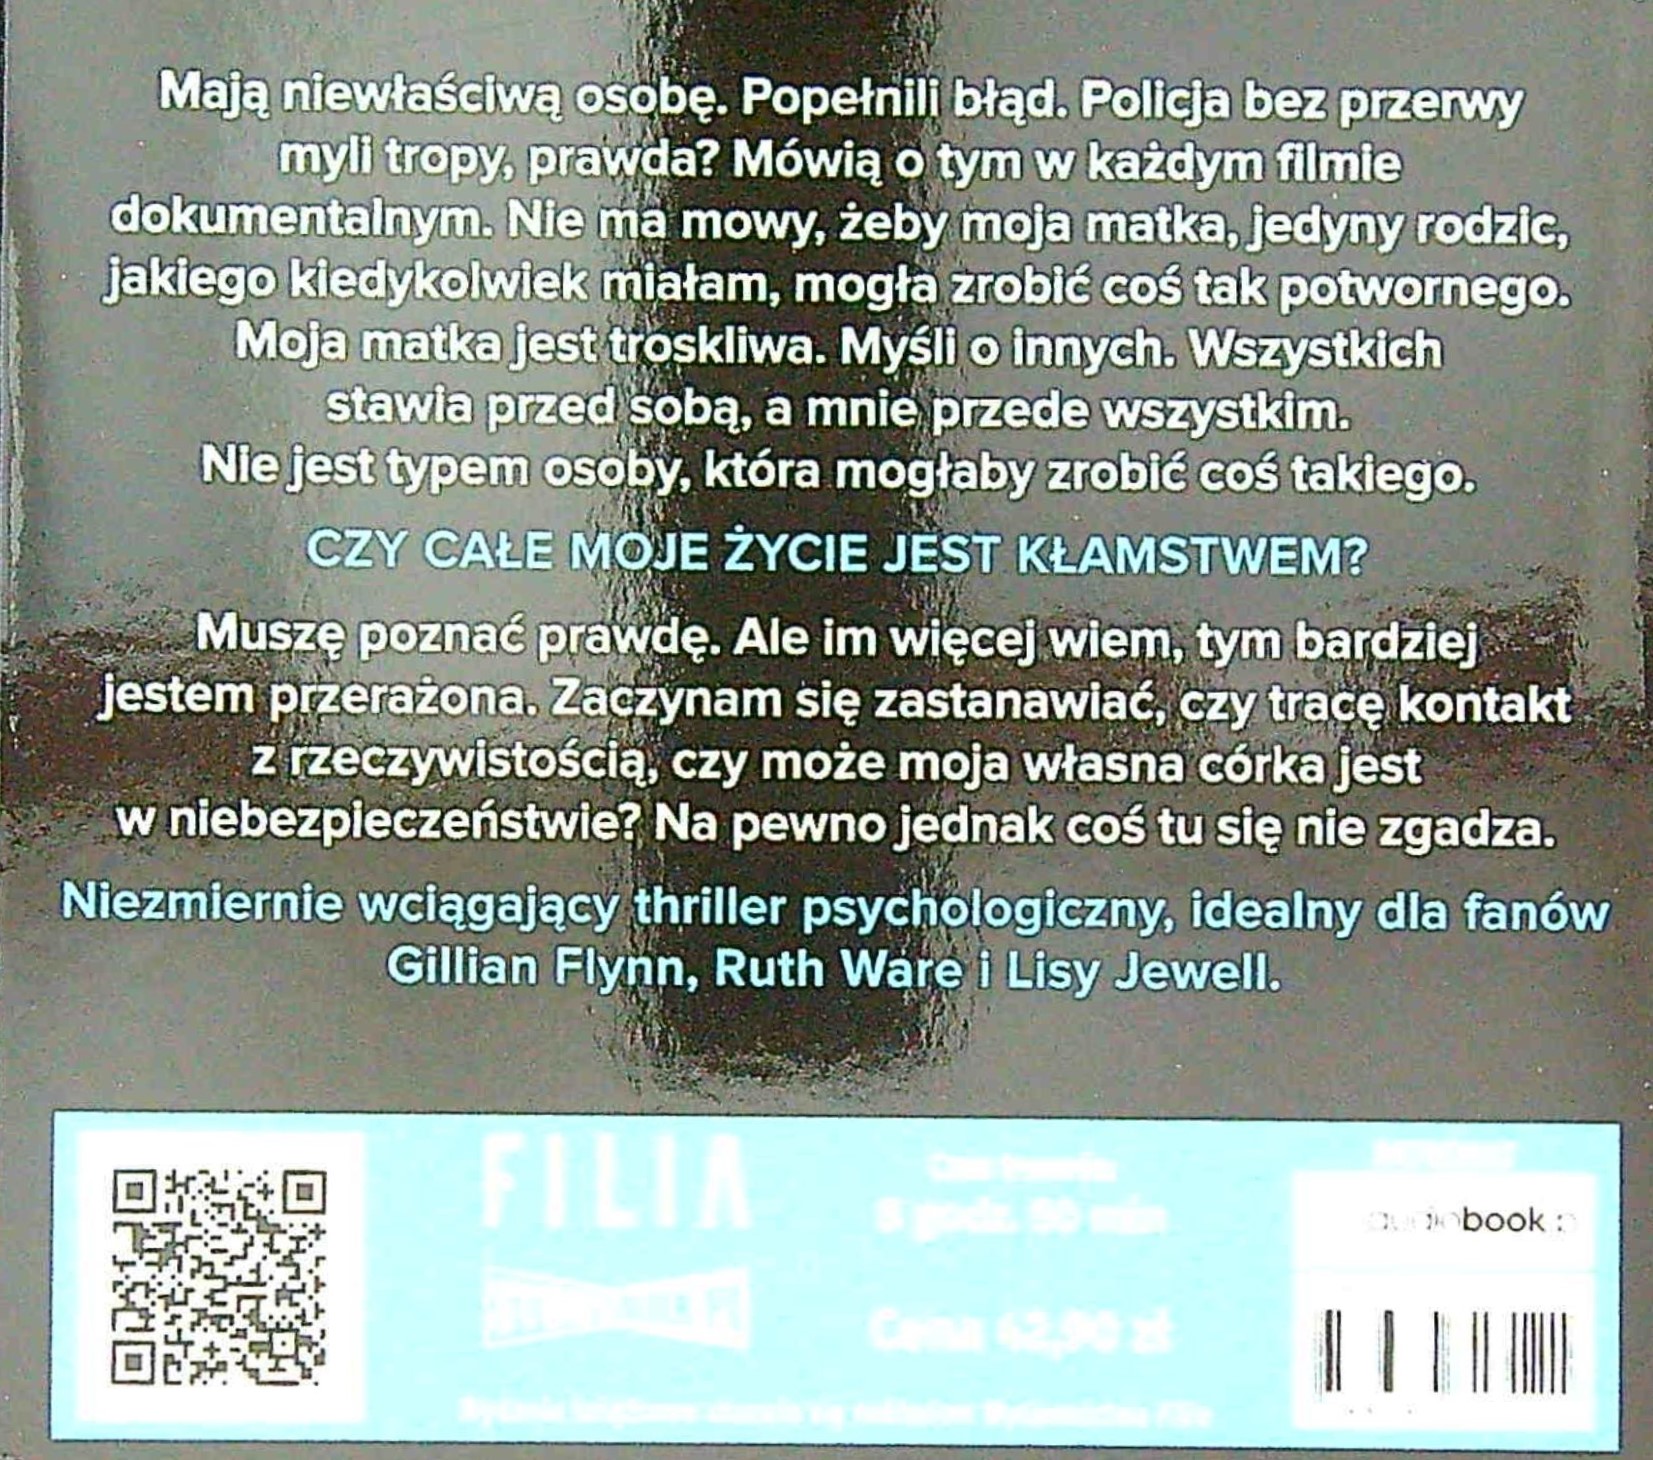 Mają niewłaściwą osobę. Popełnili błąd. Policja bez przerwy
myli tropy, prawda? Mówią o tym w każdym filmie
dokumentalnym. Nie ma mowy, żeby moja matka, jedyny rodzic,
jakiego kiedykolwiek miałam, mogła zrobić coś tak potwornego.
Moja matka jest troskliwa. Myśli o innych. Wszystkich
stawia przed sobą, a mnie przede wszystkim.
Nie jest typem osoby, która mogłaby zrobić coś takiego.
CZY CAŁE MOJE ŻYCIE JEST KŁAMSTWEM?
Muszę poznać prawdę. Ale im więcej wiem, tym bardziej
jestem przerażona. Zaczynam się zastanawiać, czy tracę kontakt
z rzeczywistością, czy może moja własna córka jest
w niebezpieczeństwie? Na pewno jednak coś tu się nie zgadza.
Niezmiernie wciągający thriller psychologiczny, idealny dla fanów
Gillian Flynn, Ruth Ware i Lisy Jewell.
FILIA
Cena 42,90 zł
audiobook